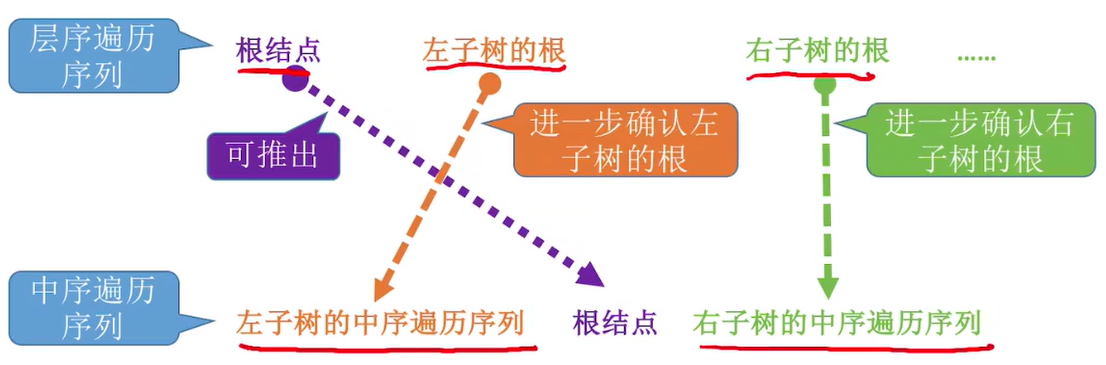 层序遍历
序列
根结点
左子树的根
右子树的根
……
可推出
进一步确认左
子树的根
进一步确认右
子树的根
中序遍历
序列
左子树的中序遍历序列
根结点
右子树的中序遍历序列